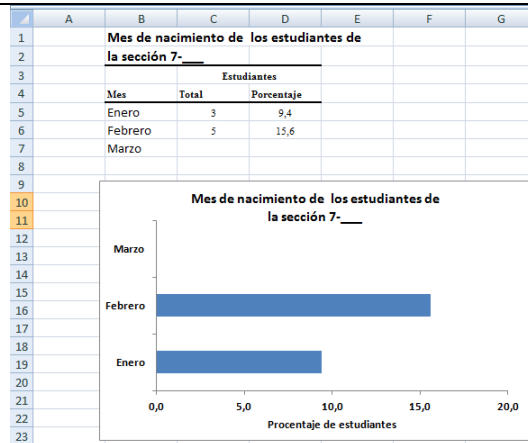 A B C D E F G
1 Mes de nacimiento de los estudiantes de
2 la sección 7-___
3 Estudiantes
4 Mes Total Porcentaje
5 Enero 3 9,4
6 Febrero 5 15,6
7 Marzo
8
9
10 Mes de nacimiento de los estudiantes de
11 la sección 7-___
12
13 Marzo
14
15
16 Febrero
17
18
19 Enero
20
21 0,0 5,0 10,0 15,0 20,0
22 Procentaje de estudiantes
23